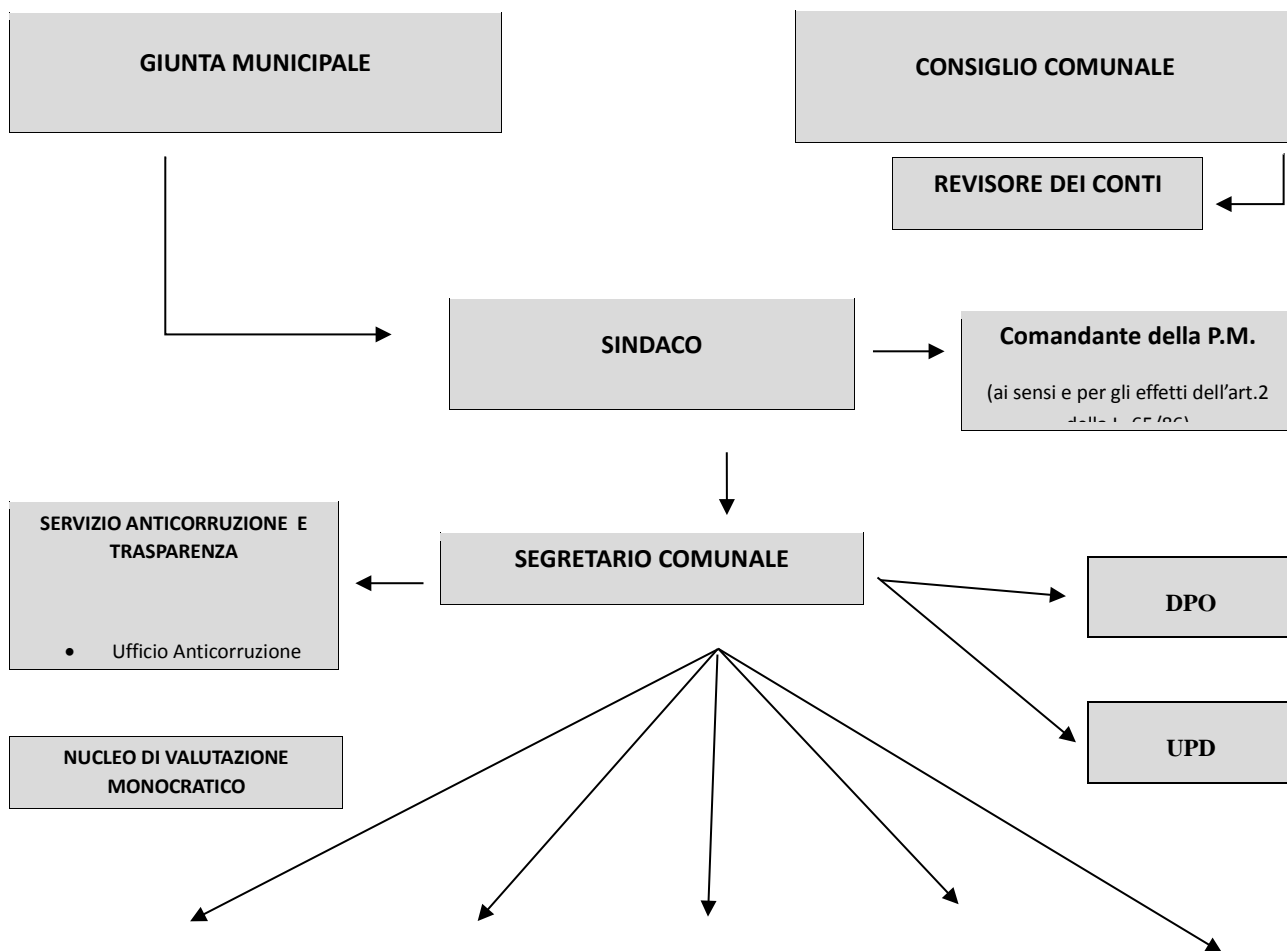 GIUNTA MUNICIPALE
CONSIGLIO COMUNALE
REVISORE DEI CONTI
SINDACO
Comandante della P.M.
(ai sensi e per gli effetti dell'art.2
SERVIZIO ANTICORRUZIONE E
TRASPARENZA
• Ufficio Anticorruzione
SEGRETARIO COMUNALE
DPO
UPD
NUCLEO DI VALUTAZIONE
MONOCRATICO